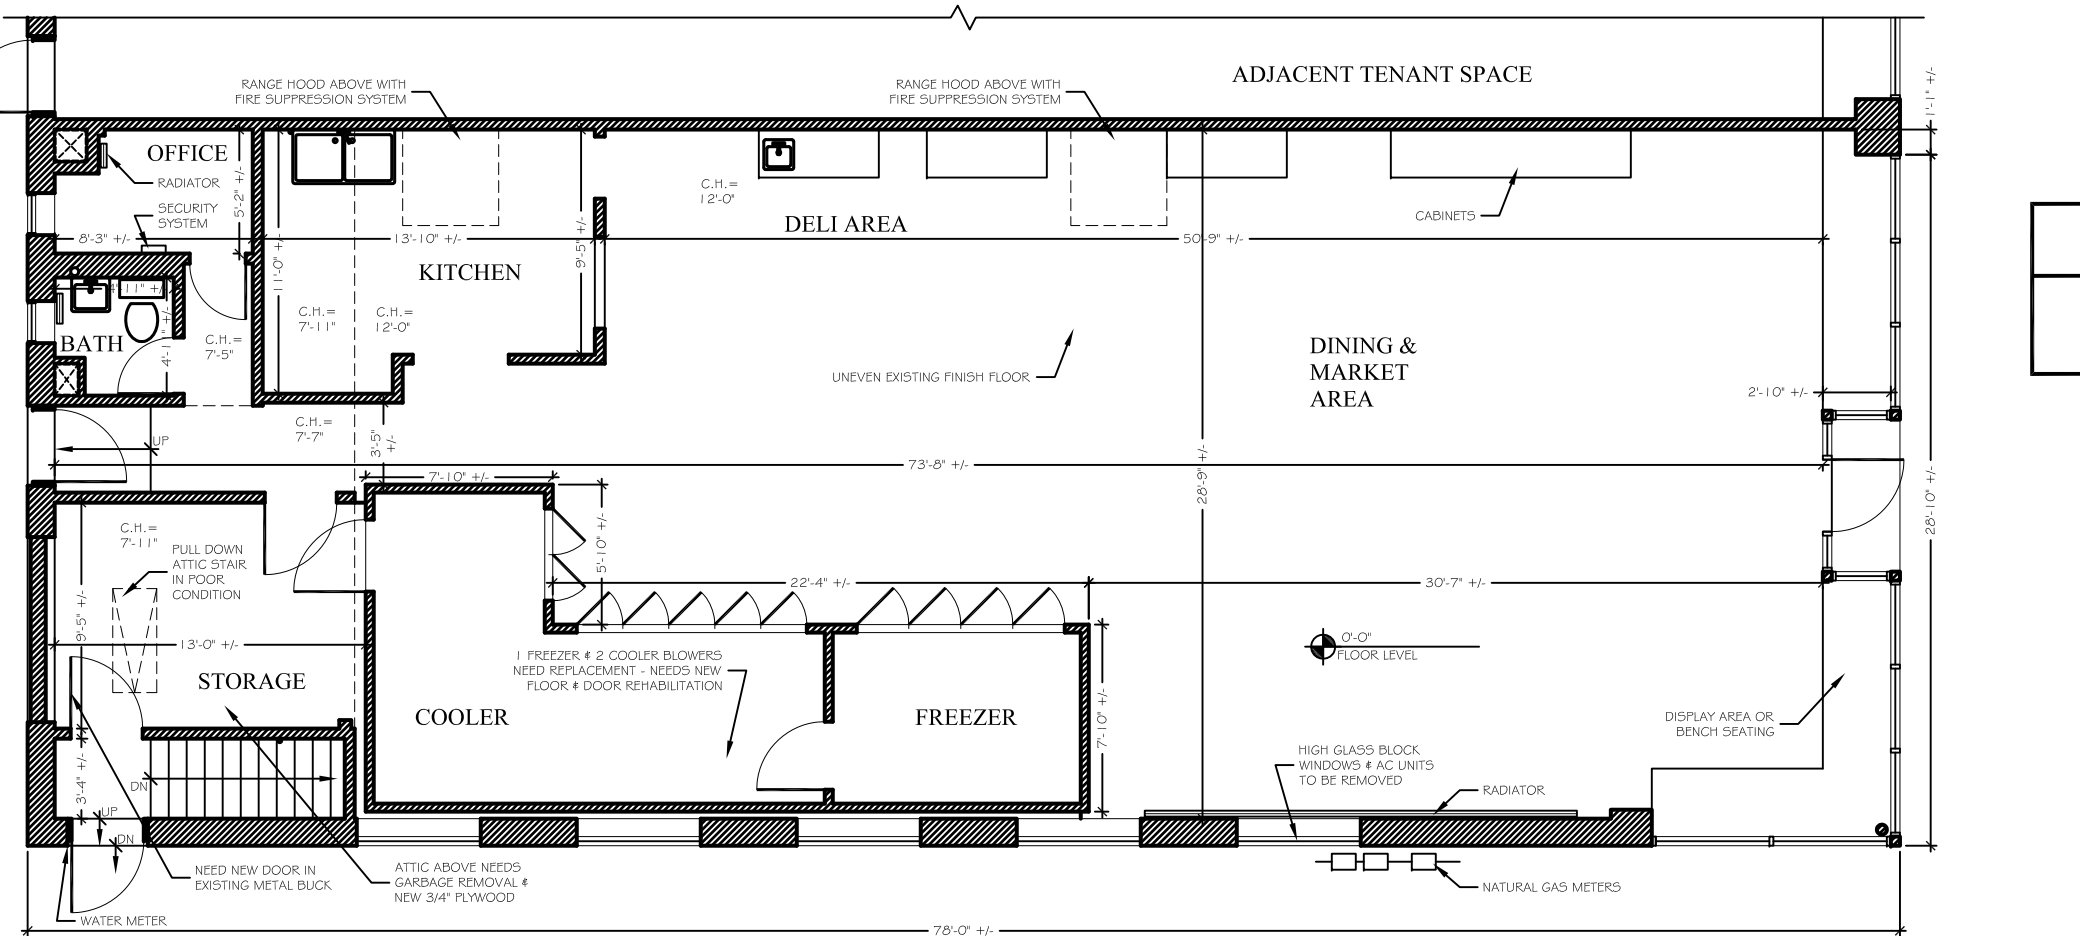 ADJACENT TENANT SPACE
1'-1" +/-
RANGE HOOD ABOVE WITH
FIRE SUPPRESSION SYSTEM
RANGE HOOD ABOVE WITH
FIRE SUPPRESSION SYSTEM
OFFICE
RADIATOR
SECURITY
SYSTEM
5'-2" +/-
8'-3" +/-
13'-10" +/-
50'-9" +/-
C.H.=
12'-0"
DELI AREA
CABINETS
11'-0" +/-
9'-5" +/-
KITCHEN
4'-11" +/-
C.H.=
7'-11"
C.H.=
12'-0"
BATH
C.H.=
7'-5"
UNEVEN EXISTING FINISH FLOOR
DINING &
MARKET
AREA
2'-10" +/-
C.H.=
7'-7"
UP
3'-5"
+/-
73'-8" +/-
7'-10" +/-
28'-9" +/-
28'-10" +/-
C.H.=
7'-11"
PULL DOWN
ATTIC STAIR
IN POOR
CONDITION
5'-10" +/-
22'-4" +/-
30'-7" +/-
9'-5" +/-
13'-0" +/-
STORAGE
0'-0"
FLOOR LEVEL
1 FREEZER & 2 COOLER BLOWERS
NEED REPLACEMENT - NEEDS NEW
FLOOR & DOOR REHABILITATION
COOLER
FREEZER
7'-10" +/-
DISPLAY AREA OR
BENCH SEATING
HIGH GLASS BLOCK
WINDOWS & AC UNITS
TO BE REMOVED
RADIATOR
3'-4" +/-
DN
UP
DN
NEED NEW DOOR IN
EXISTING METAL BUCK
ATTIC ABOVE NEEDS
GARBAGE REMOVAL &
NEW 3/4" PLYWOOD
NATURAL GAS METERS
WATER METER
78'-0" +/-